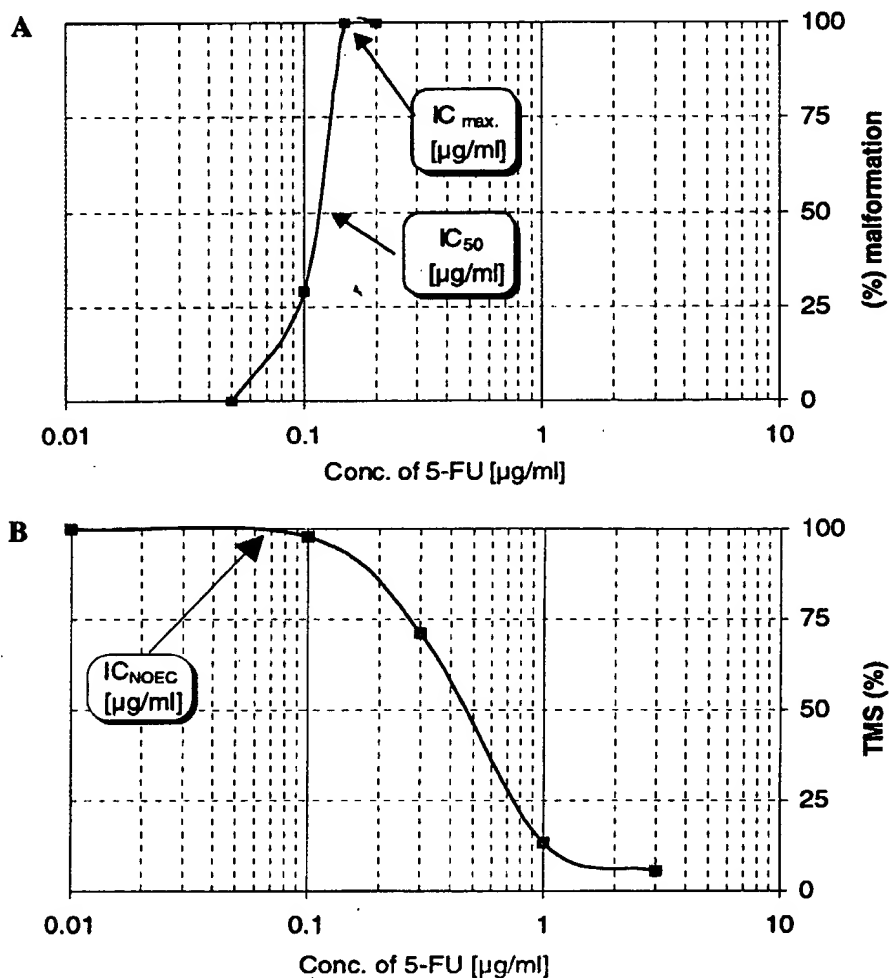 A
100
75
50
25
0
(%) malformation
IC max.
[µg/ml]
IC50
[µg/ml]
0.01 0.1 1 10
Conc. of 5-FU [µg/ml]
B
100
75
50
25
0
TMS (%)
ICNOEC
[µg/ml]
0.01 0.1 1 10
Conc. of 5-FU [µg/ml]